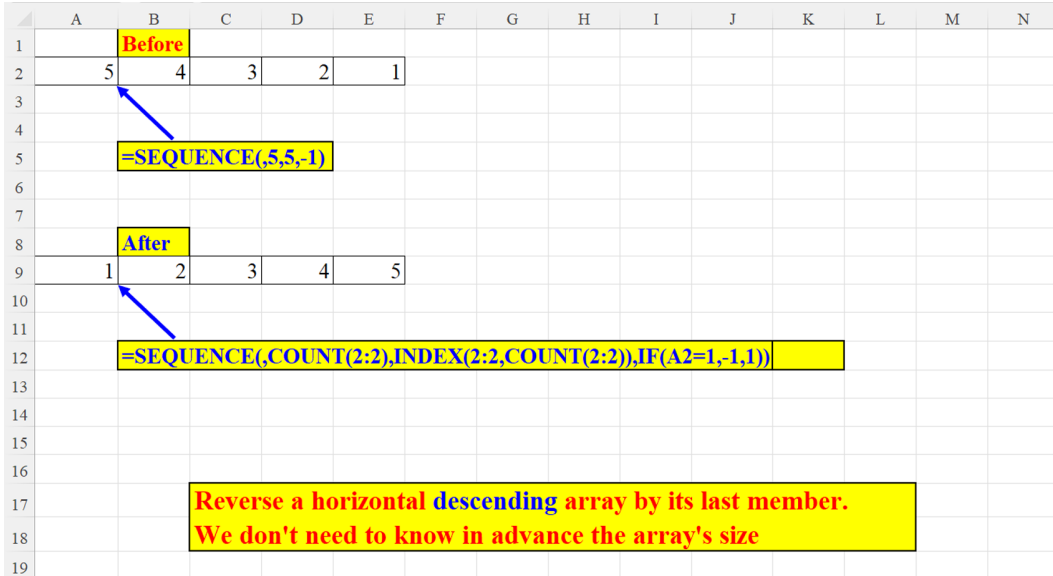 A B C D E F G H I J K L M N
1 Before
2 5 4 3 2 1
3
4
5 =SEQUENCE(,5,5,-1)
6
7
8 After
9 1 2 3 4 5
10
11
12 =SEQUENCE(,COUNT(2:2),INDEX(2:2,COUNT(2:2)),IF(A2=1,-1,1))
13
14
15
16
17 Reverse a horizontal descending array by its last member.
18 We don't need to know in advance the array's size
19